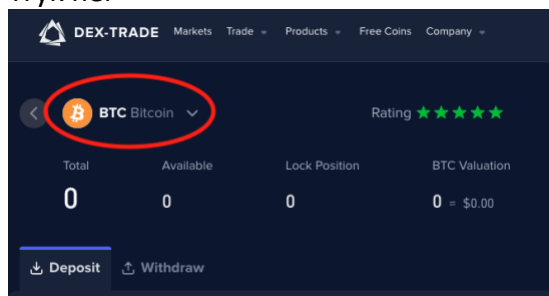 DEX-TRADE Markets Trade Products Free Coins Company
BTC Bitcoin Rating
Total Available Lock Position BTC Valuation
0 0 0 0 = $0.00
Deposit Withdraw